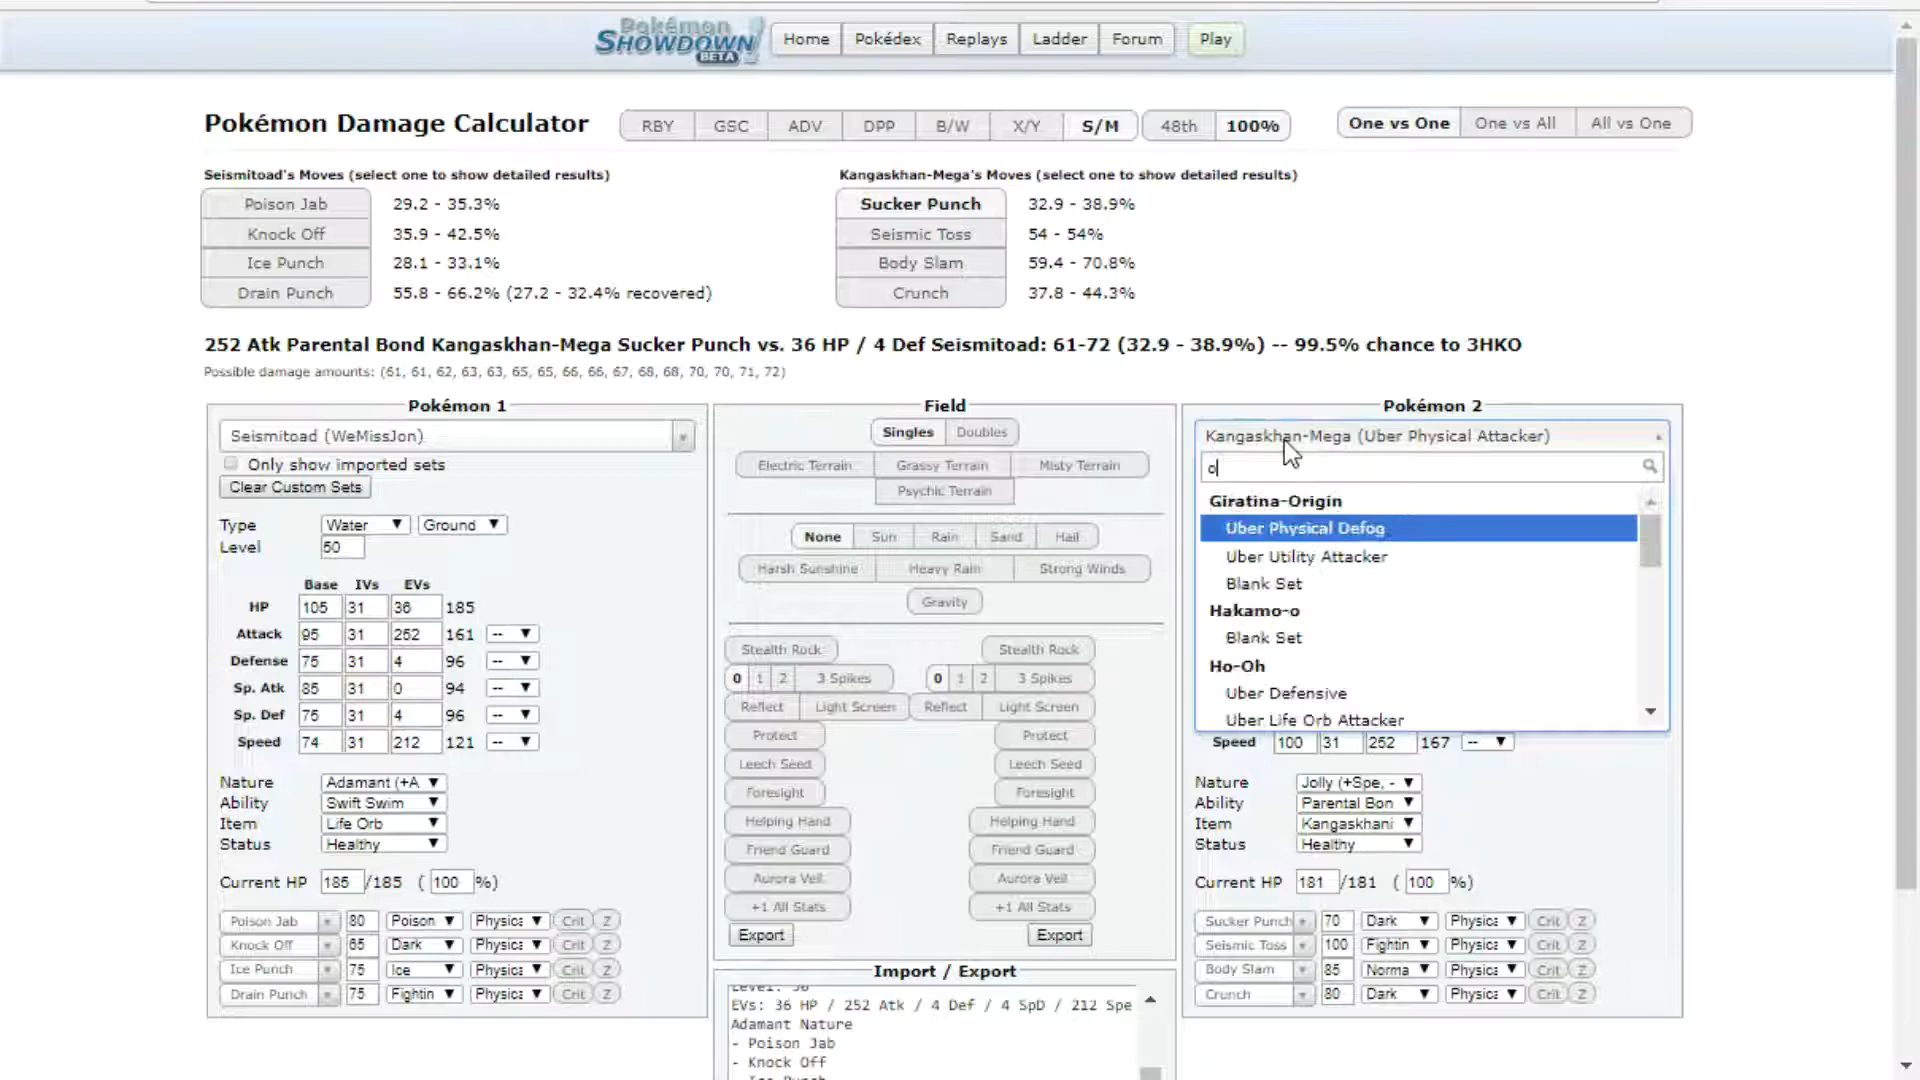 Pokémon SHOWDOWN! BETA
Home Pokédex Replays Ladder Forum Play
Pokémon Damage Calculator RBY GSC ADV DPP B/W X/Y S/M 48th 100% One vs One One vs All All vs One
Seismitoad's Moves (select one to show detailed results) Kangaskhan-Mega's Moves (select one to show detailed results)
Poison Jab 29.2 - 35.3% Sucker Punch 32.9 - 38.9%
Knock Off 35.9 - 42.5% Seismic Toss 54 - 54%
Ice Punch 28.1 - 33.1% Body Slam 59.4 - 70.8%
Drain Punch 55.8 - 66.2% (27.2 - 32.4% recovered) Crunch 37.8 - 44.3%
252 Atk Parental Bond Kangaskhan-Mega Sucker Punch vs. 36 HP / 4 Def Seismitoad: 61-72 (32.9 - 38.9%) -- 99.5% chance to 3HKO
Possible damage amounts: (61, 61, 62, 63, 63, 65, 65, 66, 66, 67, 68, 68, 70, 70, 71, 72)
Pokémon 1
Seismitoad (WeMissJon)
Only show imported sets
Clear Custom Sets
Type Water Ground
Level 50
Base IVs EVs
HP 105 31 36 185
Attack 95 31 252 161 --
Defense 75 31 4 96 --
Sp. Atk 85 31 0 94 --
Sp. Def 75 31 4 96 --
Speed 74 31 212 121 --
Nature Adamant (+A
Ability Swift Swim
Item Life Orb
Status Healthy
Current HP 185 /185 ( 100 %)
Poison Jab 80 Poison Physica Crit Z
Knock Off 65 Dark Physica Crit Z
Ice Punch 75 Ice Physica Crit Z
Drain Punch 75 Fightin Physica Crit Z
Field
Singles Doubles
Electric Terrain Grassy Terrain Misty Terrain
Psychic Terrain
None Sun Rain Sand Hail
Harsh Sunshine Heavy Rain Strong Winds
Gravity
Stealth Rock Stealth Rock
0 1 2 3 Spikes 0 1 2 3 Spikes
Reflect Light Screen Reflect Light Screen
Protect Protect
Leech Seed Leech Seed
Foresight Foresight
Helping Hand Helping Hand
Friend Guard Friend Guard
Aurora Veil Aurora Veil
+1 All Stats +1 All Stats
Export Export
Import / Export
EVs: 36 HP / 252 Atk / 4 Def / 4 SpD / 212 Spe
Adamant Nature
- Poison Jab
- Knock Off
Pokémon 2
Kangaskhan-Mega (Uber Physical Attacker)
o
Giratina-Origin
Uber Physical Defog
Uber Utility Attacker
Blank Set
Hakamo-o
Blank Set
Ho-Oh
Uber Defensive
Uber Life Orb Attacker
Speed 100 31 252 167 --
Nature Jolly (+Spe, -
Ability Parental Bon
Item Kangaskhani
Status Healthy
Current HP 181 /181 ( 100 %)
Sucker Punch 70 Dark Physica Crit Z
Seismic Toss 100 Fightin Physica Crit Z
Body Slam 85 Norma Physica Crit Z
Crunch 80 Dark Physica Crit Z